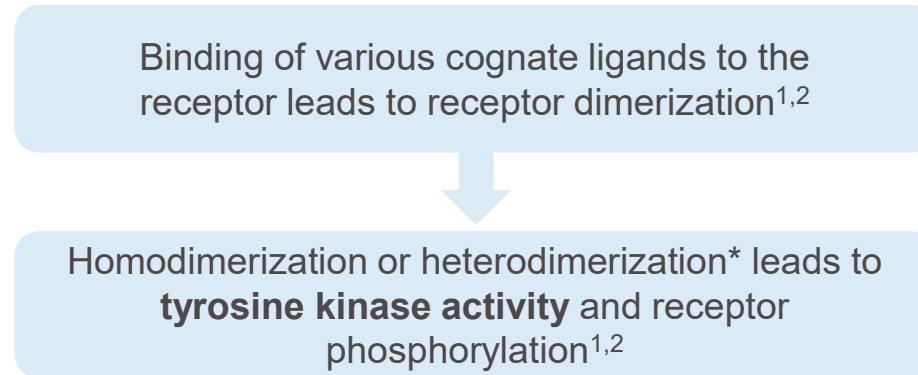 Binding of various cognate ligands to the
receptor leads to receptor dimerization1,2
Homodimerization or heterodimerization* leads to
tyrosine kinase activity and receptor
phosphorylation1,2